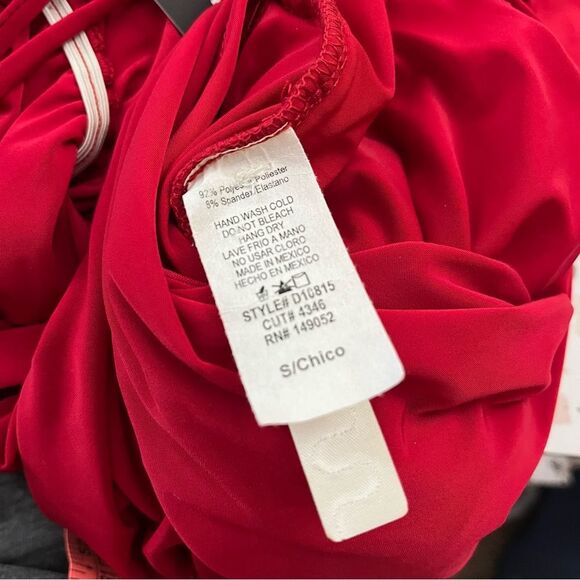 92% Polyester/Poliester
8% Spandex/Elastano
HAND WASH COLD
DO NOT BLEACH
HANG DRY
LAVE FRIO A MANO
NO USAR CLORO
MADE IN MEXICO
HECHO EN MEXICO
STYLE# D10815
CUT# 4346
RN# 149052
S/Chico